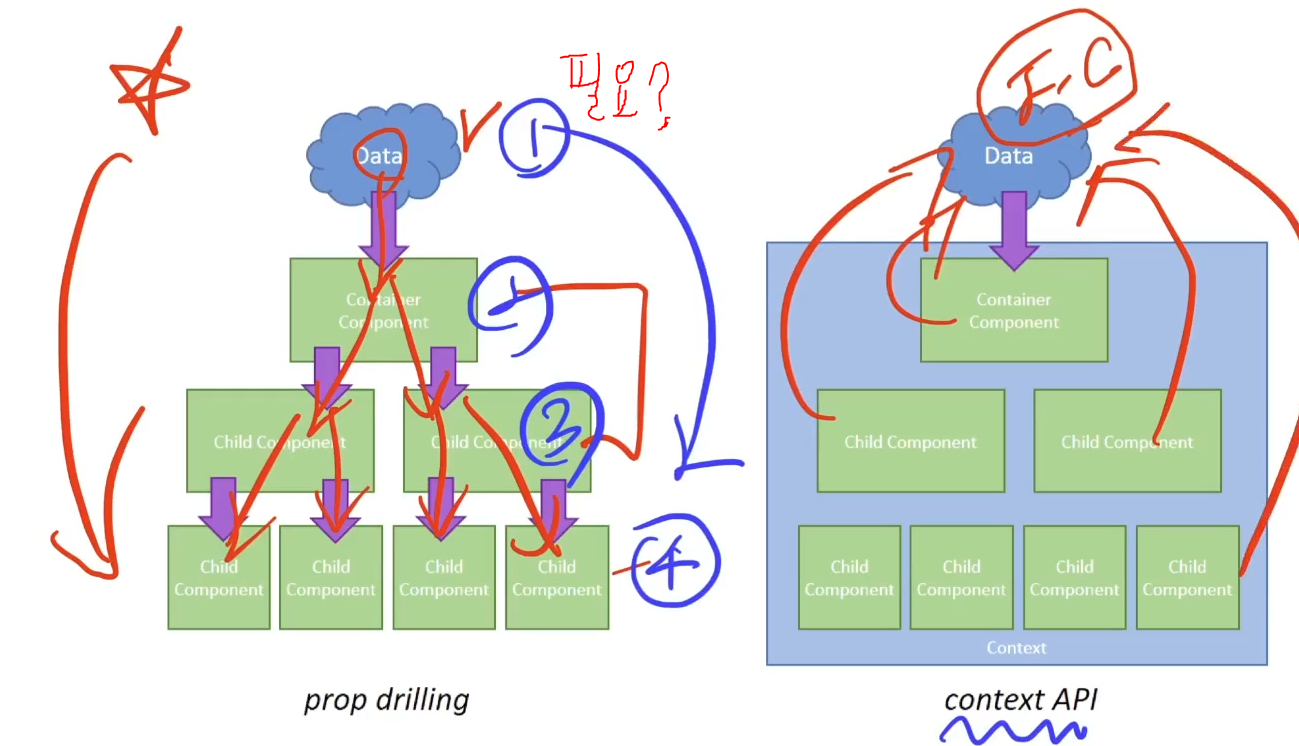 필요?
Data
1
Container
Component
2
Child Component
Child Component
3
Child
Component
Child
Component
Child
Component
Child
Component
4
prop drilling
F, C
Data
Container
Component
Child Component
Child Component
Child
Component
Child
Component
Child
Component
Child
Component
Context
context API